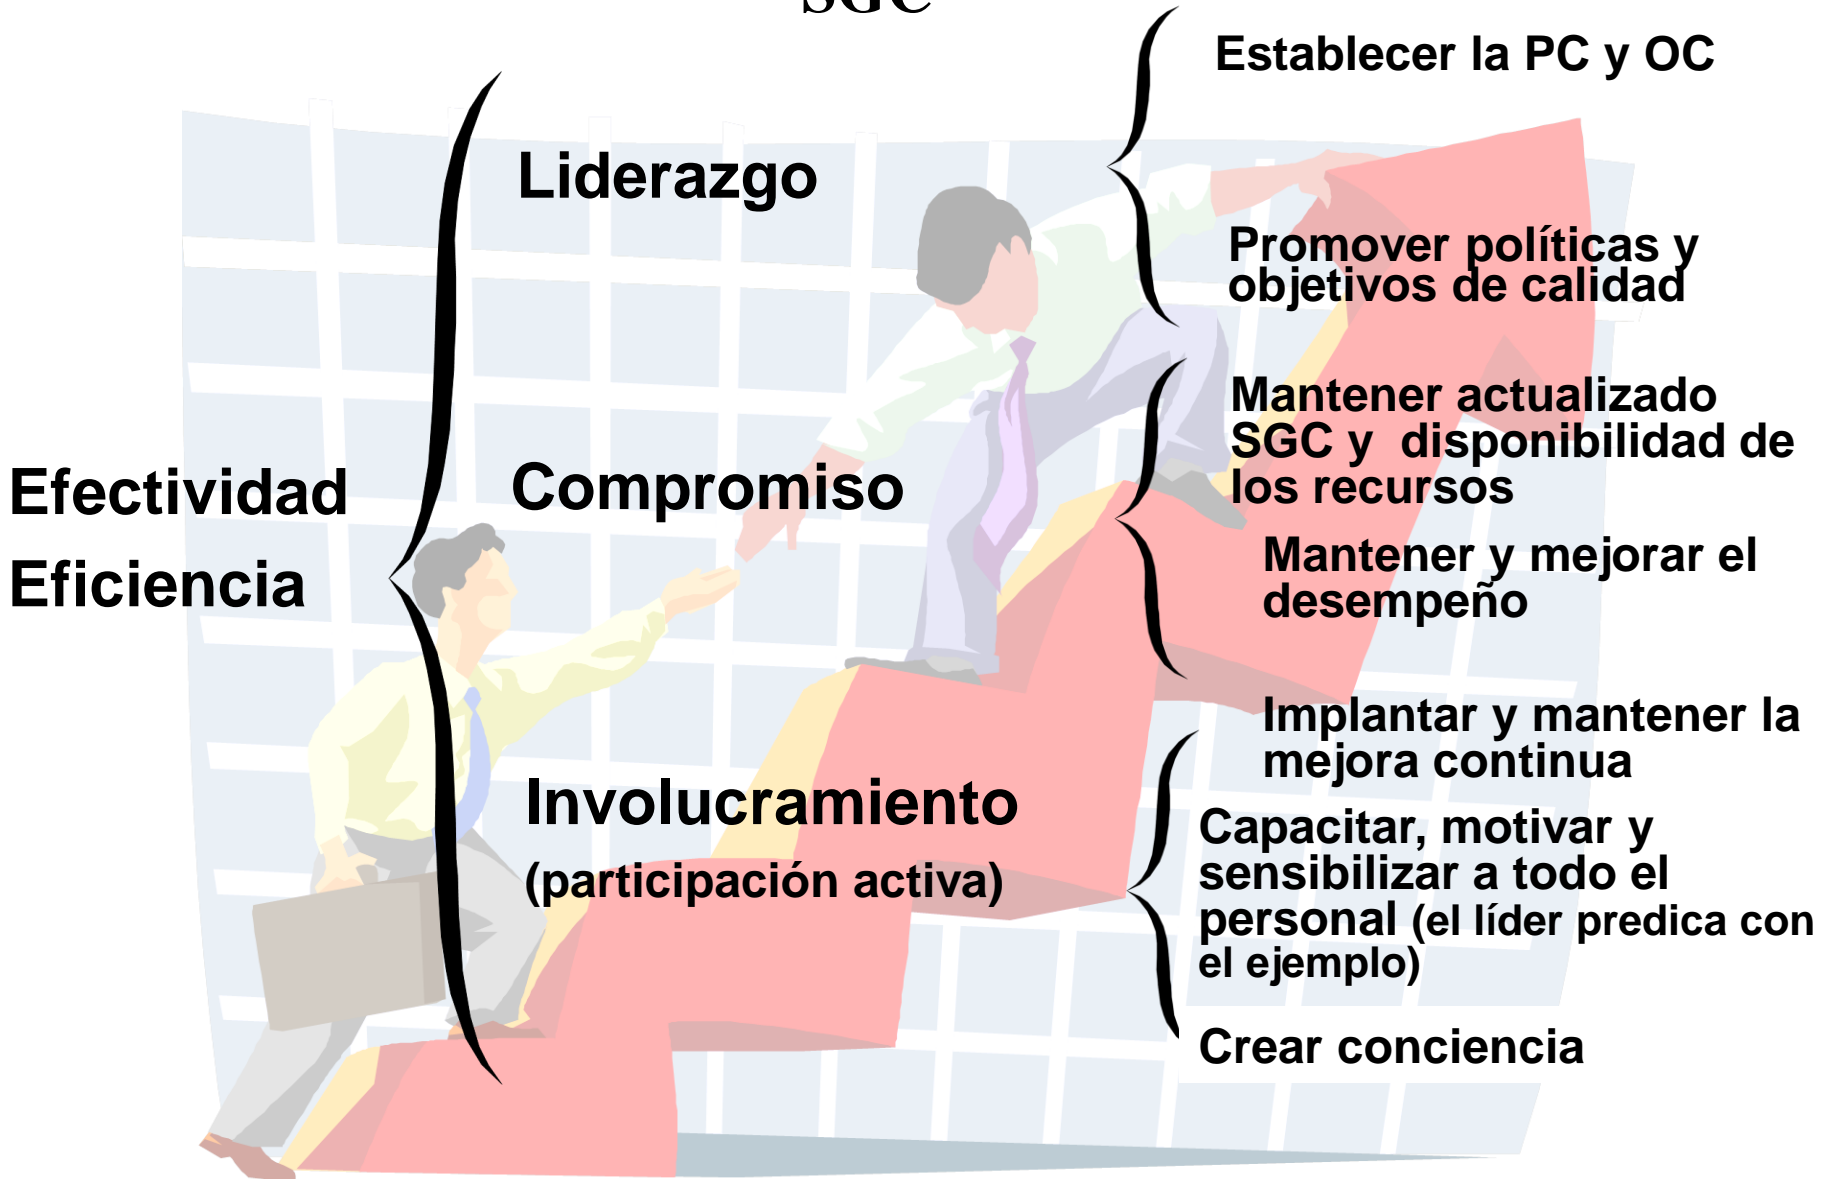 SGC
Efectividad
Eficiencia
Liderazgo
Establecer la PC y OC
Promover políticas y
objetivos de calidad
Compromiso
Mantener actualizado
SGC y disponibilidad de
los recursos
Mantener y mejorar el
desempeño
Involucramiento
(participación activa)
Implantar y mantener la
mejora continua
Capacitar, motivar y
sensibilizar a todo el
personal (el líder predica con
el ejemplo)
Crear conciencia